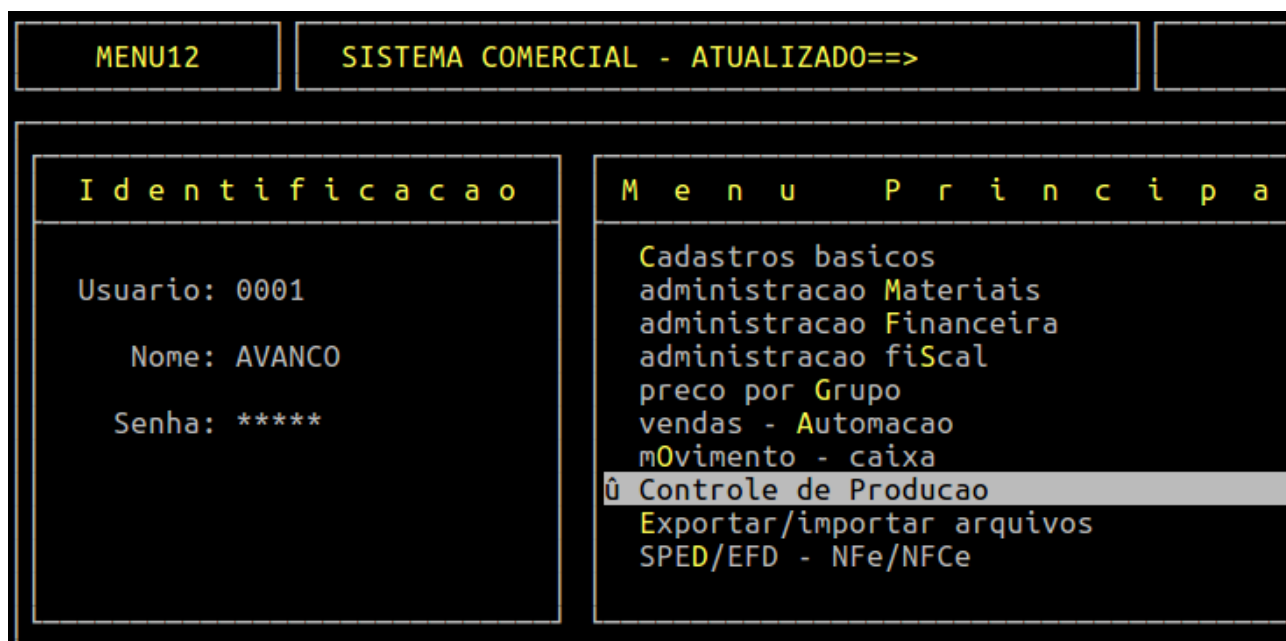 MENU12
SISTEMA COMERCIAL - ATUALIZADO==>
I d e n t i f i c a c a o
Usuario: 0001
Nome: AVANCO
Senha: *****
M e n u P r i n c i p a
Cadastros basicos
administracao Materiais
administracao Financeira
administracao fiScal
preco por Grupo
vendas - Automacao
mOvimento - caixa
û Controle de Producao
Exportar/importar arquivos
SPED/EFD - NFe/NFCe